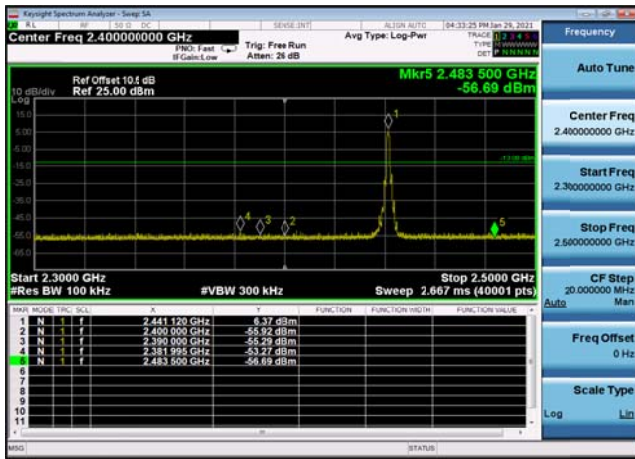 Keysight Spectrum Analyzer - Swep SA
RL RF 50 Ω DC SENSE:INT ALIGN AUTO 04:33:25 PM Jan 29, 2021
Center Freq 2.400000000 GHz
PNO: Fast
IFGain:Low
Trig: Free Run
Atten: 26 dB
Avg Type: Log-Pwr
TRACE 1 2 3 4 5 6
TYPE
DET P N N N N N
Ref Offset 10.6 dB
Ref 25.00 dBm
10 dB/div
Log
Mkr5 2.483 500 GHz
-56.69 dBm
15.0
5.00
-5.00
-15.0
-25.0
-35.0
-45.0
-55.0
-65.0
1
4
3
2
5
Start 2.3000 GHz
Stop 2.5000 GHz
#Res BW 100 kHz
#VBW 300 kHz
Sweep 2.667 ms (40001 pts)
MKR MODE TRC SCL X Y FUNCTION FUNCTION WIDTH FUNCTION VALUE
1 N 1 f 2.441 120 GHz 6.37 dBm
2 N 1 f 2.400 000 GHz -55.92 dBm
3 N 1 f 2.390 000 GHz -55.29 dBm
4 N 1 f 2.381 995 GHz -53.27 dBm
5 N 1 f 2.483 500 GHz -56.69 dBm
6
7
8
9
10
11
MSG
STATUS
Frequency
Auto Tune
Center Freq
2.400000000 GHz
Start Freq
2.300000000 GHz
Stop Freq
2.500000000 GHz
CF Step
20.000000 MHz
Auto Man
Freq Offset
0 Hz
Scale Type
Log Lin